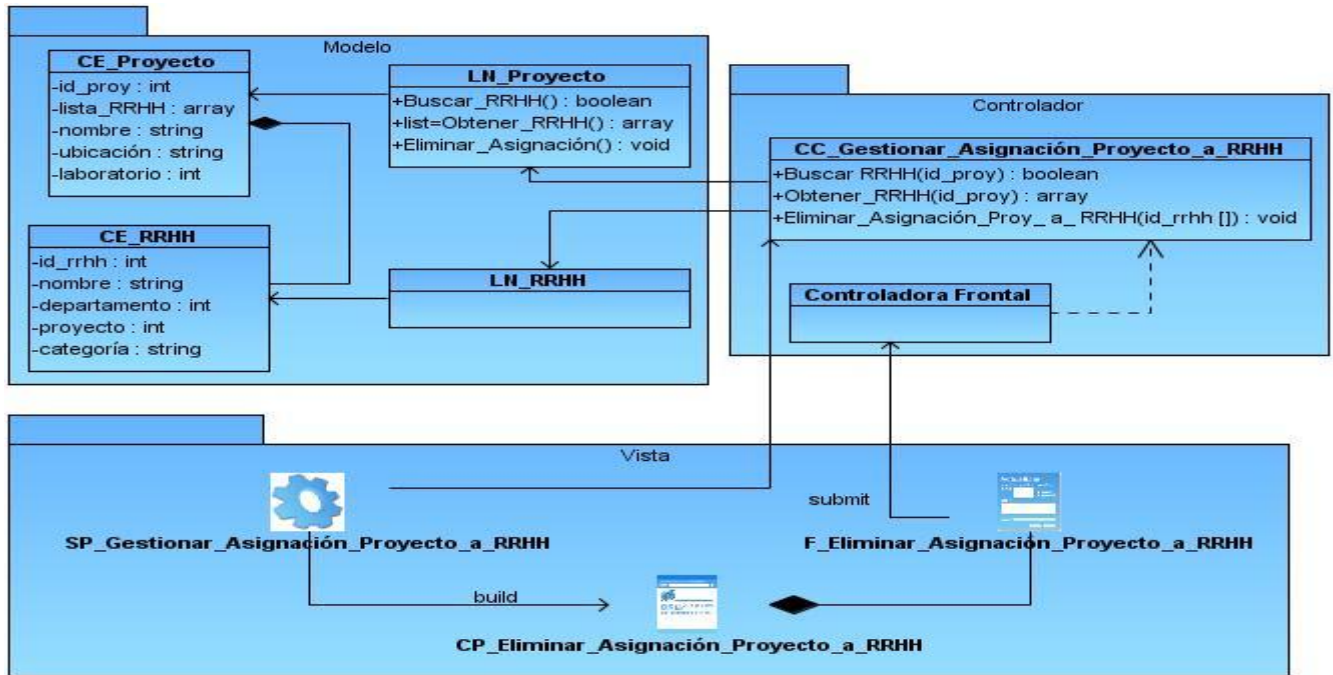 Modelo
CE_Proyecto
-id_proy : int
-lista_RRHH : array
-nombre : string
-ubicación : string
-laboratorio : int
LN_Proyecto
+Buscar_RRHH() : boolean
+list=Obtener_RRHH() : array
+Eliminar_Asignación() : void
CE_RRHH
-id_rrhh : int
-nombre : string
-departamento : int
-proyecto : int
-categoría : string
LN_RRHH
Controlador
CC_Gestionar_Asignación_Proyecto_a_RRHH
+Buscar RRHH(id_proy) : boolean
+Obtener_RRHH(id_proy) : array
+Eliminar_Asignación_Proy_ a_ RRHH(id_rrhh []) : void
Controladora Frontal
Vista
submit
SP_Gestionar_Asignación_Proyecto_a_RRHH
F_Eliminar_Asignación_Proyecto_a_RRHH
build
CP_Eliminar_Asignación_Proyecto_a_RRHH